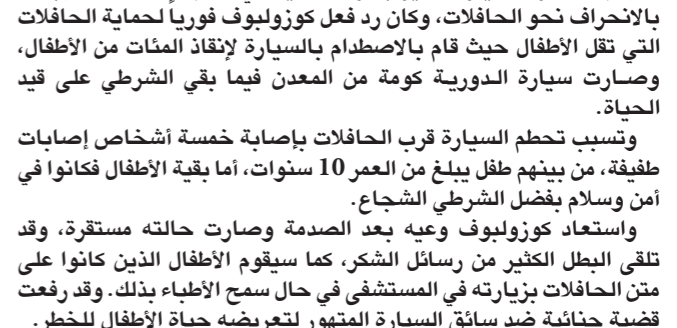 بالانحراف نحو الحافلات، وكان رد فعل كوزولبوف فورياً لحماية الحافلات
التي تقل الأطفال حيث قام بالاصطدام بالسيارة لإنقاذ المئات من الأطفال،
وصارت سيارة الدورية كومة من المعدن فيما بقي الشرطي على قيد
الحياة.
وتسبب تحطم السيارة قرب الحافلات بإصابة خمسة أشخاص إصابات
طفيفة، من بينهم طفل يبلغ من العمر 10 سنوات، أما بقية الأطفال فكانوا في
أمن وسلام بفضل الشرطي الشجاع.
واستعاد كوزولبوف وعيه بعد الصدمة وصارت حالته مستقرة، وقد
تلقى البطل الكثير من رسائل الشكر، كما سيقوم الأطفال الذين كانوا على
متن الحافلات بزيارته في المستشفى في حال سمح الأطباء بذلك. وقد رفعت
قضية جنائية ضد سائق السيارة المتهور لتعريضه حياة الأطفال للخطر.